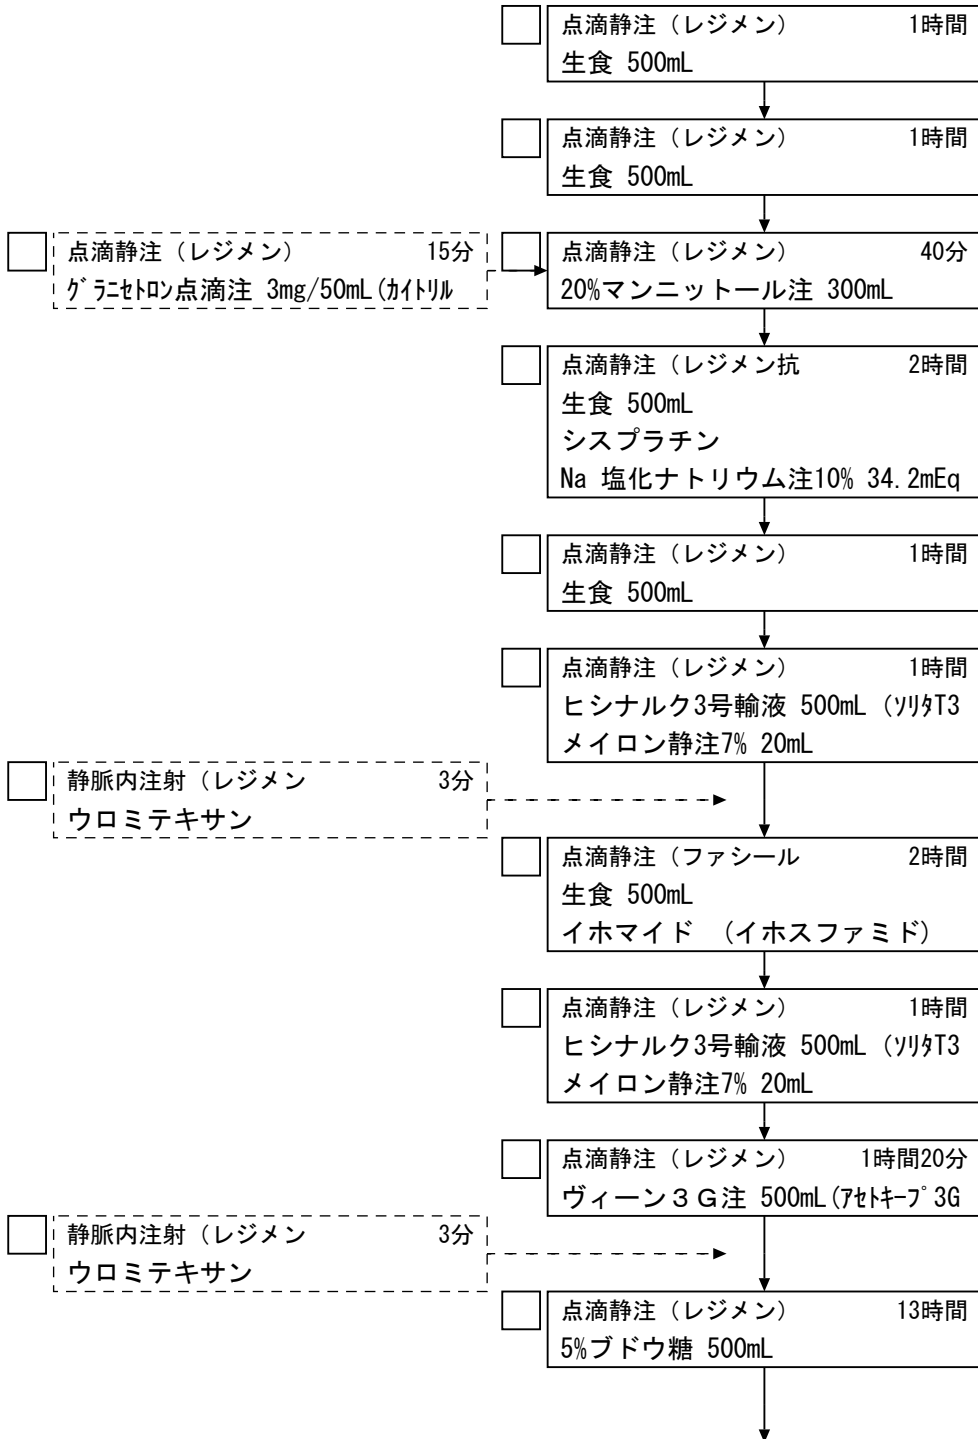 点滴静注（レジメン） 1時間
生食 500mL
点滴静注（レジメン） 1時間
生食 500mL
点滴静注（レジメン） 15分
グラニセトロン点滴注 3mg/50mL(カイトリル
点滴静注（レジメン） 40分
20%マンニットール注 300mL
点滴静注（レジメン抗 2時間
生食 500mL
シスプラチン
Na 塩化ナトリウム注10% 34.2mEq
点滴静注（レジメン） 1時間
生食 500mL
点滴静注（レジメン） 1時間
ヒシナルク3号輸液 500mL (ソリタT3
メイロン静注7% 20mL
静脈内注射（レジメン 3分
ウロミテキサン
点滴静注（ファシール 2時間
生食 500mL
イホマイド （イホスファミド）
点滴静注（レジメン） 1時間
ヒシナルク3号輸液 500mL (ソリタT3
メイロン静注7% 20mL
点滴静注（レジメン） 1時間20分
ヴィーン３Ｇ注 500mL(アセトキープ3G
静脈内注射（レジメン 3分
ウロミテキサン
点滴静注（レジメン） 13時間
5%ブドウ糖 500mL